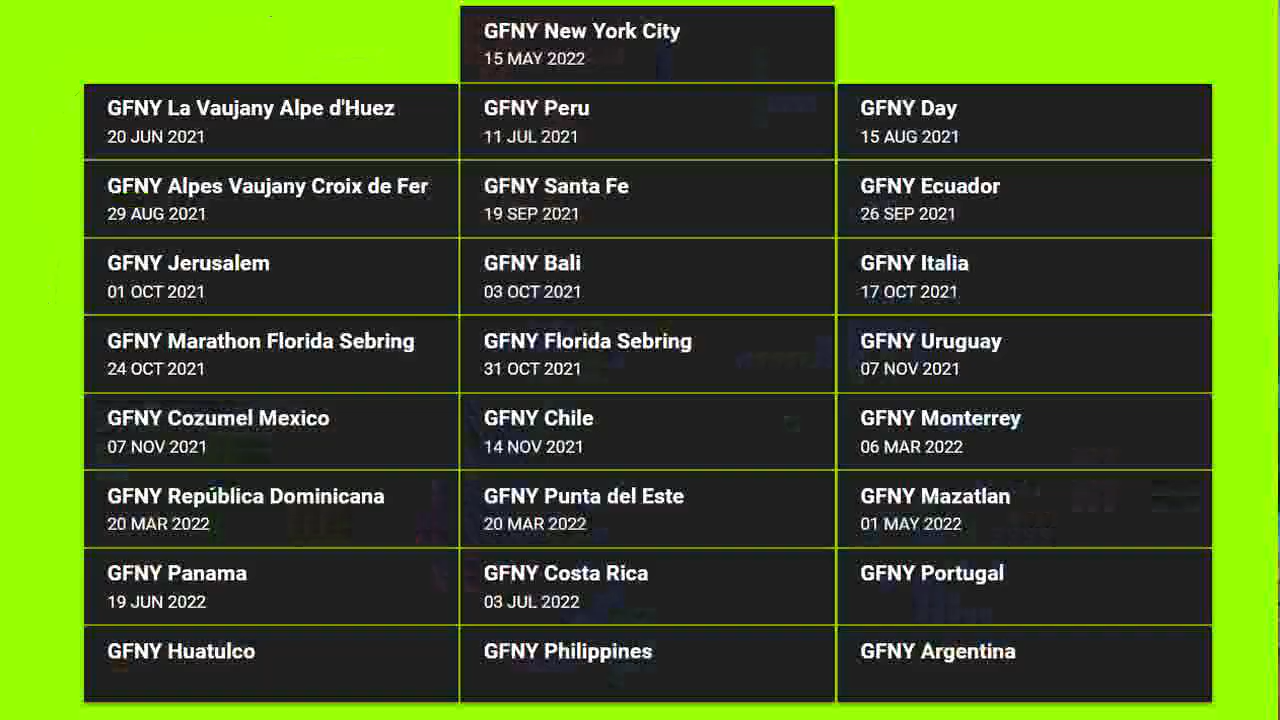 GFNY New York City
15 MAY 2022
GFNY La Vaujany Alpe d'Huez
20 JUN 2021
GFNY Peru
11 JUL 2021
GFNY Day
15 AUG 2021
GFNY Alpes Vaujany Croix de Fer
29 AUG 2021
GFNY Santa Fe
19 SEP 2021
GFNY Ecuador
26 SEP 2021
GFNY Jerusalem
01 OCT 2021
GFNY Bali
03 OCT 2021
GFNY Italia
17 OCT 2021
GFNY Marathon Florida Sebring
24 OCT 2021
GFNY Florida Sebring
31 OCT 2021
GFNY Uruguay
07 NOV 2021
GFNY Cozumel Mexico
07 NOV 2021
GFNY Chile
14 NOV 2021
GFNY Monterrey
06 MAR 2022
GFNY República Dominicana
20 MAR 2022
GFNY Punta del Este
20 MAR 2022
GFNY Mazatlan
01 MAY 2022
GFNY Panama
19 JUN 2022
GFNY Costa Rica
03 JUL 2022
GFNY Portugal
GFNY Huatulco
GFNY Philippines
GFNY Argentina